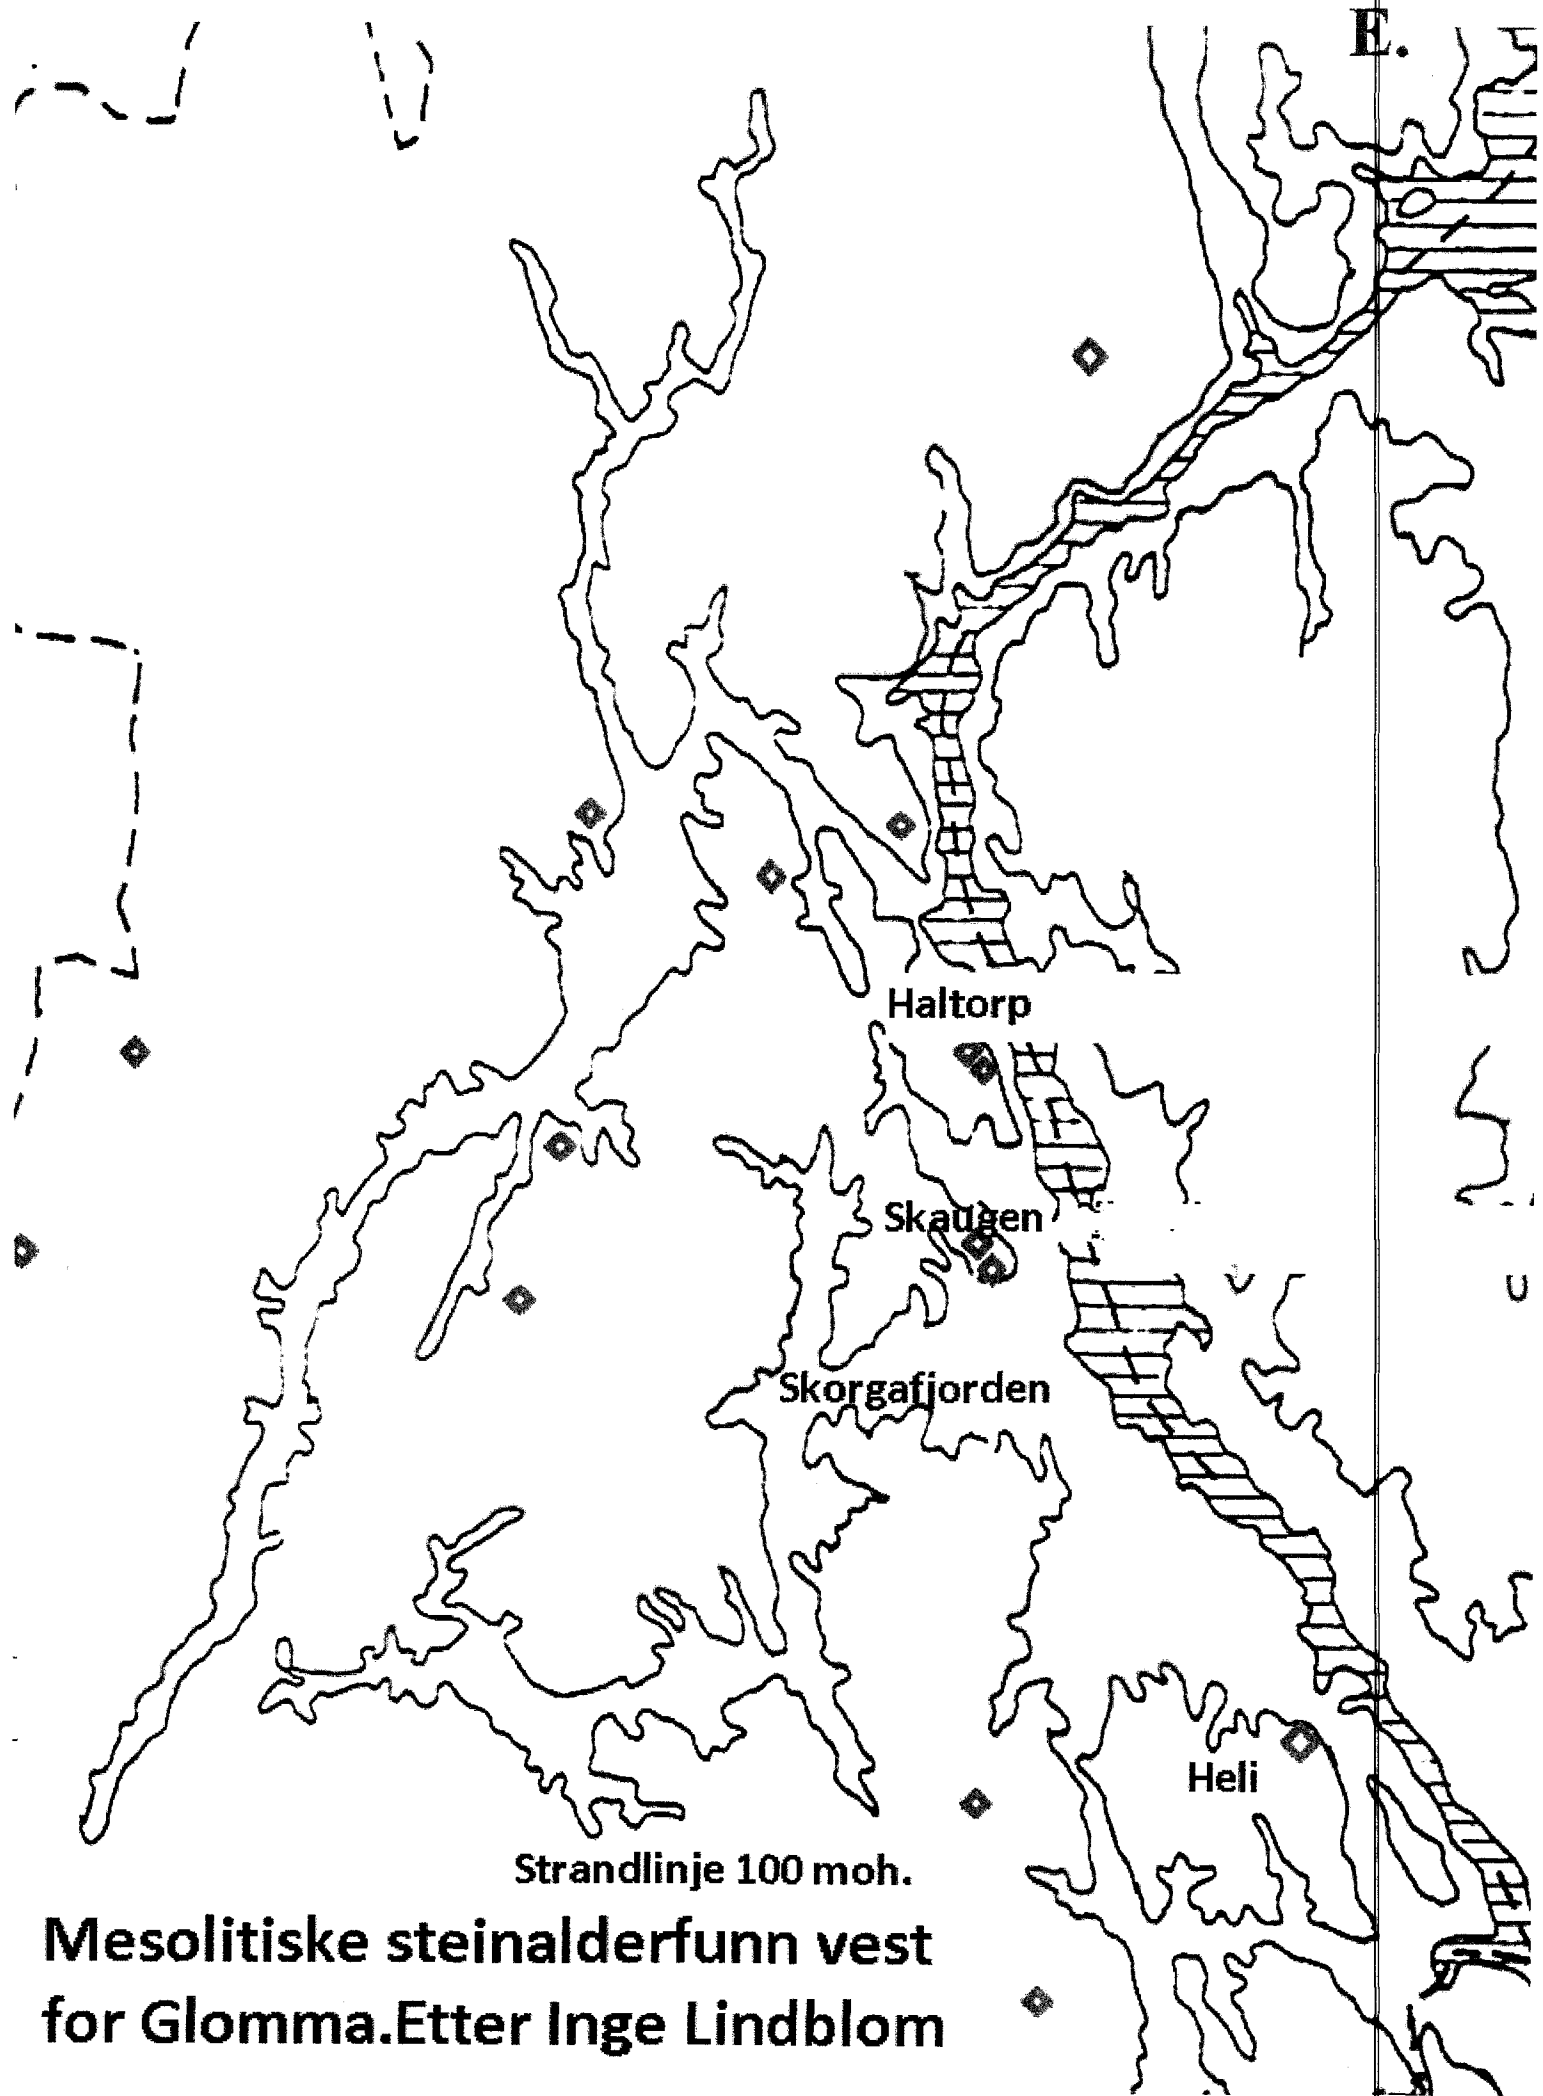 E.
Haltorp
Skaugen
Skorgafjorden
Heli
Strandlinje 100 moh.
Mesolitiske steinalderfunn vest
for Glomma.Etter Inge Lindblom